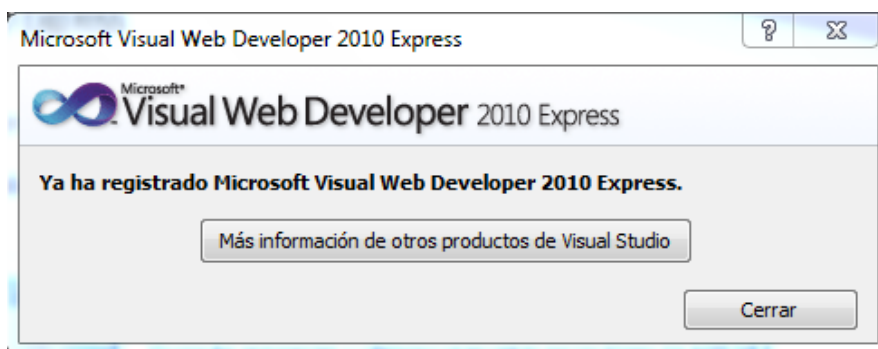 Microsoft Visual Web Developer 2010 Express
Microsoft®
Visual Web Developer 2010 Express
Ya ha registrado Microsoft Visual Web Developer 2010 Express.
Más información de otros productos de Visual Studio
Cerrar